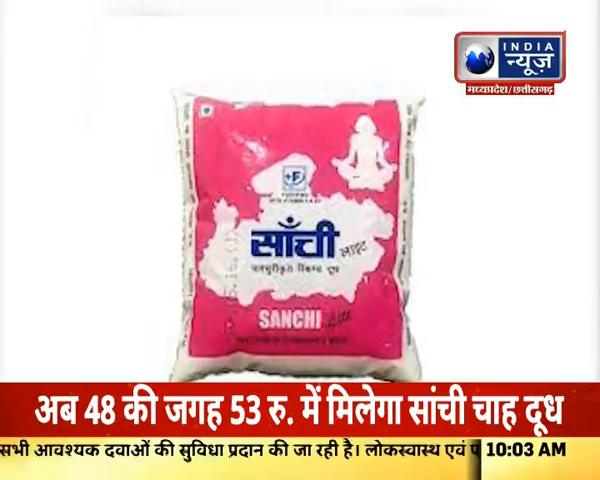 INDIA
न्यूज़
मध्यप्रदेश/छत्तीसगढ़
+F
साँची
लाइट
SANCHI
अब 48 की जगह 53 रु. में मिलेगा सांची चाह दूध
सभी आवश्यक दवाओं की सुविधा प्रदान की जा रही है। लोकस्वास्थ एवं
10:03 AM